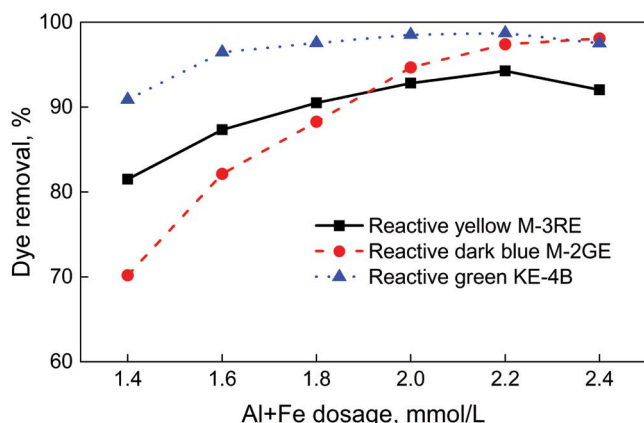 Dye removal, %
100
90
80
70
60
Reactive yellow M-3RE
Reactive dark blue M-2GE
Reactive green KE-4B
1.4 1.6 1.8 2.0 2.2 2.4
Al+Fe dosage, mmol/L